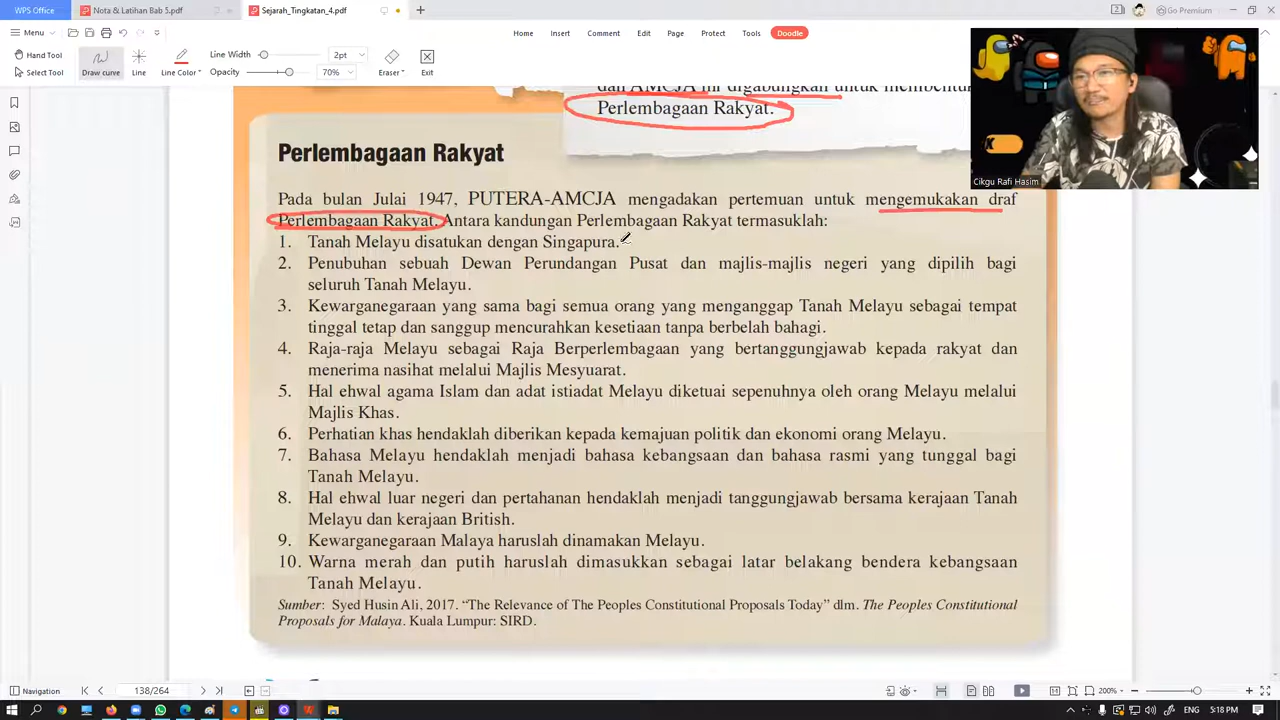 WPS Office
Nota & Latihan Bab 5.pdf
Sejarah_Tingkatan_4.pdf
Go Premium
Menu
Home Insert Comment Edit Page Protect Tools Doodle
Hand Tool
Select Tool
Draw curve
Line
Line Color
Line Width
2pt
Opacity
70%
Eraser
Exit
dan AMCJA ini digabungkan untuk membentuk
Perlembagaan Rakyat.
Cikgu Rafi Hasim
Perlembagaan Rakyat
Pada bulan Julai 1947, PUTERA-AMCJA mengadakan pertemuan untuk mengemukakan draf
Perlembagaan Rakyat. Antara kandungan Perlembagaan Rakyat termasuklah:
1. Tanah Melayu disatukan dengan Singapura.
2. Penubuhan sebuah Dewan Perundangan Pusat dan majlis-majlis negeri yang dipilih bagi
seluruh Tanah Melayu.
3. Kewarganegaraan yang sama bagi semua orang yang menganggap Tanah Melayu sebagai tempat
tinggal tetap dan sanggup mencurahkan kesetiaan tanpa berbelah bahagi.
4. Raja-raja Melayu sebagai Raja Berperlembagaan yang bertanggungjawab kepada rakyat dan
menerima nasihat melalui Majlis Mesyuarat.
5. Hal ehwal agama Islam dan adat istiadat Melayu diketuai sepenuhnya oleh orang Melayu melalui
Majlis Khas.
6. Perhatian khas hendaklah diberikan kepada kemajuan politik dan ekonomi orang Melayu.
7. Bahasa Melayu hendaklah menjadi bahasa kebangsaan dan bahasa rasmi yang tunggal bagi
Tanah Melayu.
8. Hal ehwal luar negeri dan pertahanan hendaklah menjadi tanggungjawab bersama kerajaan Tanah
Melayu dan kerajaan British.
9. Kewarganegaraan Malaya haruslah dinamakan Melayu.
10. Warna merah dan putih haruslah dimasukkan sebagai latar belakang bendera kebangsaan
Tanah Melayu.
Sumber: Syed Husin Ali, 2017. “The Relevance of The Peoples Constitutional Proposals Today” dlm. The Peoples Constitutional
Proposals for Malaya. Kuala Lumpur: SIRD.
Navigation
138/264
200%
ENG
5:18 PM